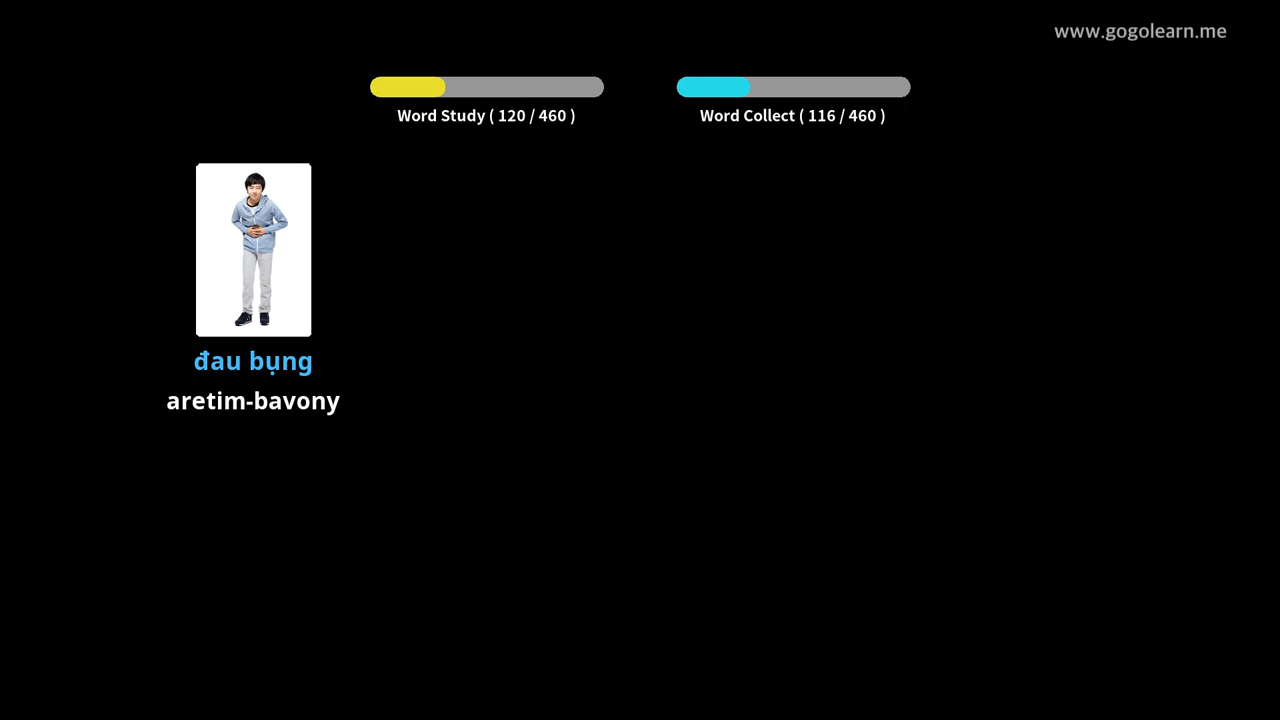 www.gogolearn.me
Word Study ( 120 / 460 )
Word Collect ( 116 / 460 )
đau bụng
aretim-bavony